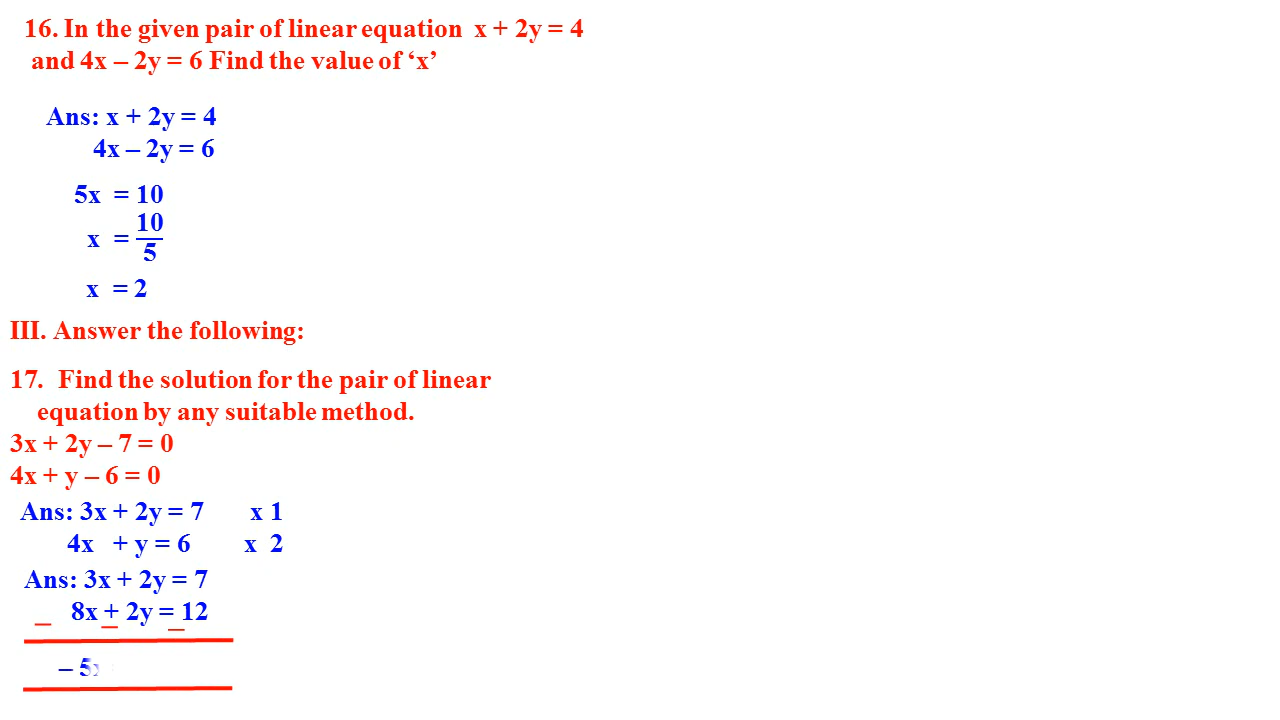 16. In the given pair of linear equation x + 2y = 4
and 4x – 2y = 6 Find the value of ‘x’
Ans: x + 2y = 4
4x – 2y = 6
5x = 10
x = 10/5
x = 2
III. Answer the following:
17. Find the solution for the pair of linear
equation by any suitable method.
3x + 2y – 7 = 0
4x + y – 6 = 0
Ans: 3x + 2y = 7 x 1
4x + y = 6 x 2
Ans: 3x + 2y = 7
8x + 2y = 12
– – –
– 5x